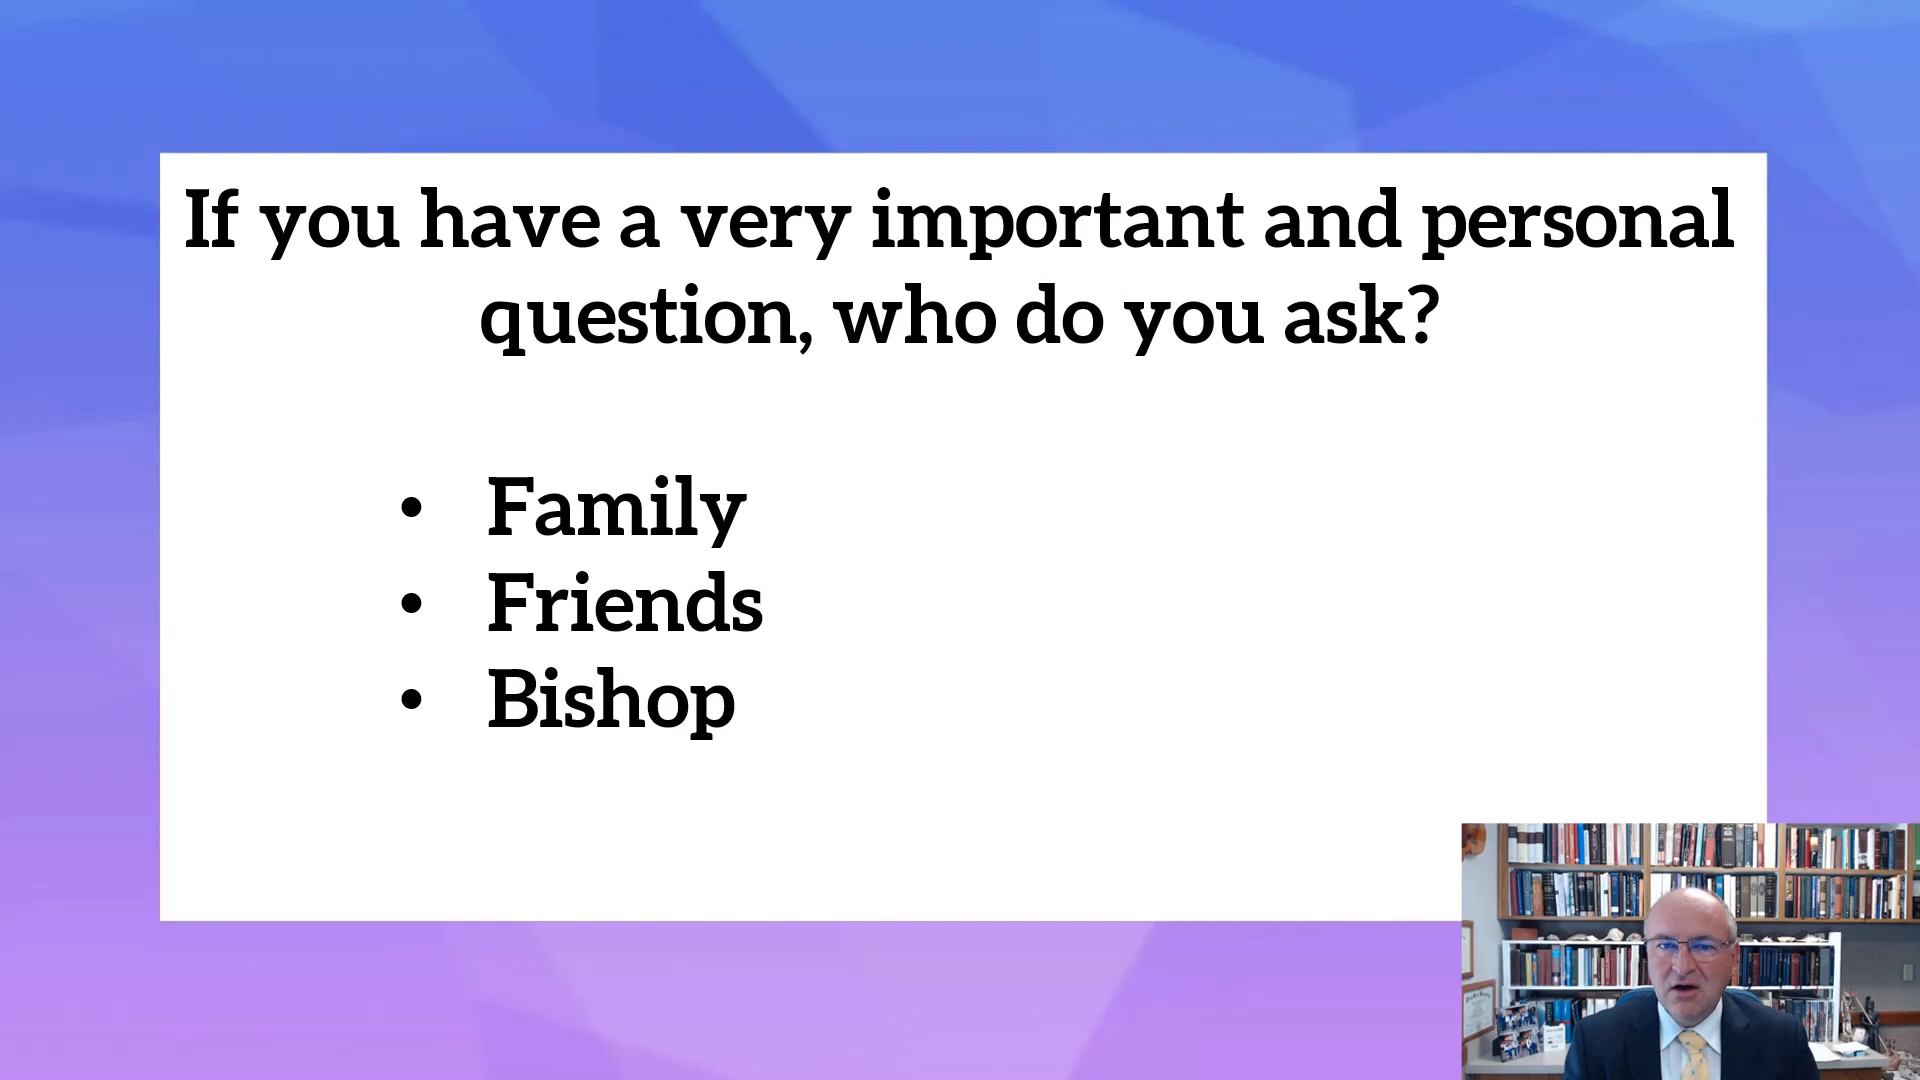 If you have a very important and personal
question, who do you ask?
• Family
• Friends
• Bishop